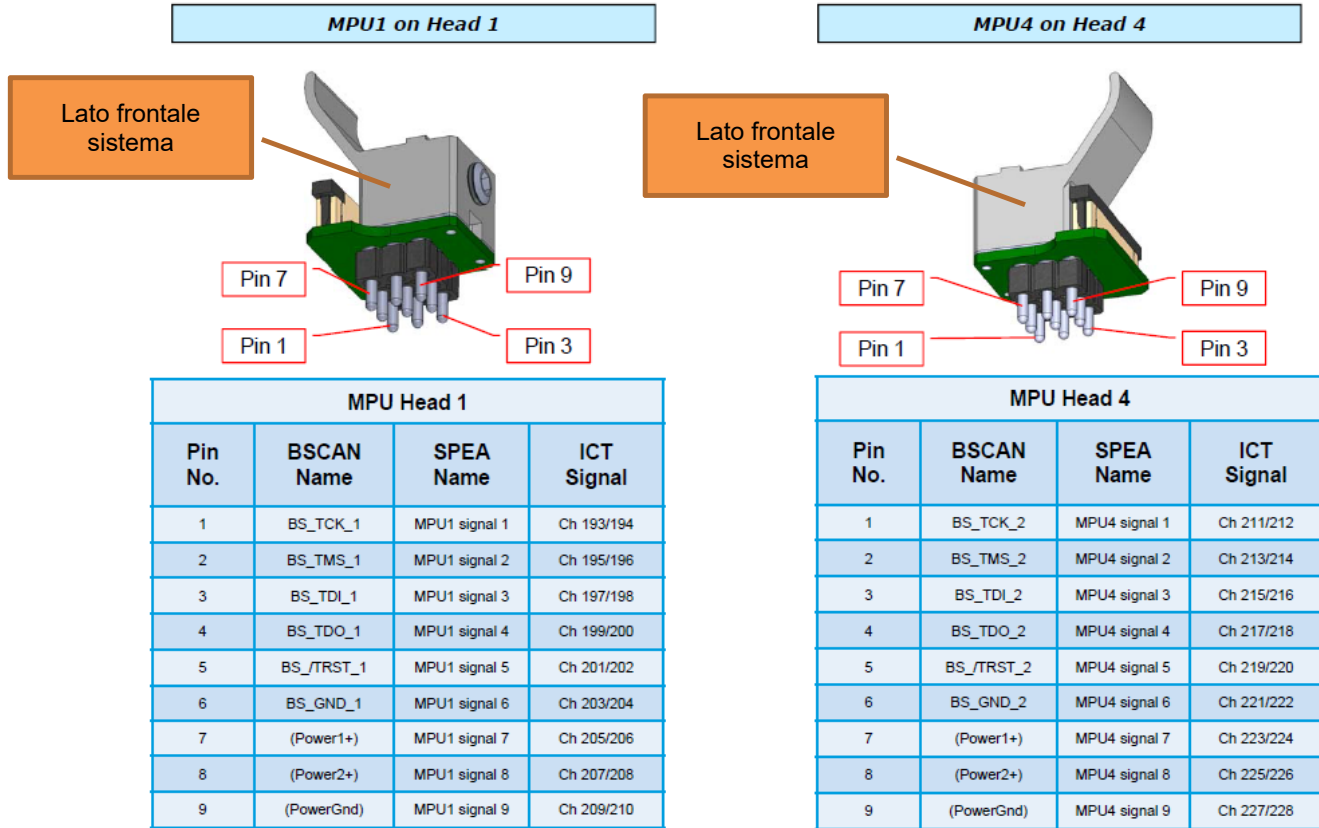 MPU1 on Head 1
Lato frontale
sistema
Pin 7
Pin 9
Pin 1
Pin 3
MPU Head 1
Pin No. BSCAN Name SPEA Name ICT Signal
1 BS_TCK_1 MPU1 signal 1 Ch 193/194
2 BS_TMS_1 MPU1 signal 2 Ch 195/196
3 BS_TDI_1 MPU1 signal 3 Ch 197/198
4 BS_TDO_1 MPU1 signal 4 Ch 199/200
5 BS_/TRST_1 MPU1 signal 5 Ch 201/202
6 BS_GND_1 MPU1 signal 6 Ch 203/204
7 (Power1+) MPU1 signal 7 Ch 205/206
8 (Power2+) MPU1 signal 8 Ch 207/208
9 (PowerGnd) MPU1 signal 9 Ch 209/210
MPU4 on Head 4
Lato frontale
sistema
Pin 7
Pin 9
Pin 1
Pin 3
MPU Head 4
Pin No. BSCAN Name SPEA Name ICT Signal
1 BS_TCK_2 MPU4 signal 1 Ch 211/212
2 BS_TMS_2 MPU4 signal 2 Ch 213/214
3 BS_TDI_2 MPU4 signal 3 Ch 215/216
4 BS_TDO_2 MPU4 signal 4 Ch 217/218
5 BS_/TRST_2 MPU4 signal 5 Ch 219/220
6 BS_GND_2 MPU4 signal 6 Ch 221/222
7 (Power1+) MPU4 signal 7 Ch 223/224
8 (Power2+) MPU4 signal 8 Ch 225/226
9 (PowerGnd) MPU4 signal 9 Ch 227/228